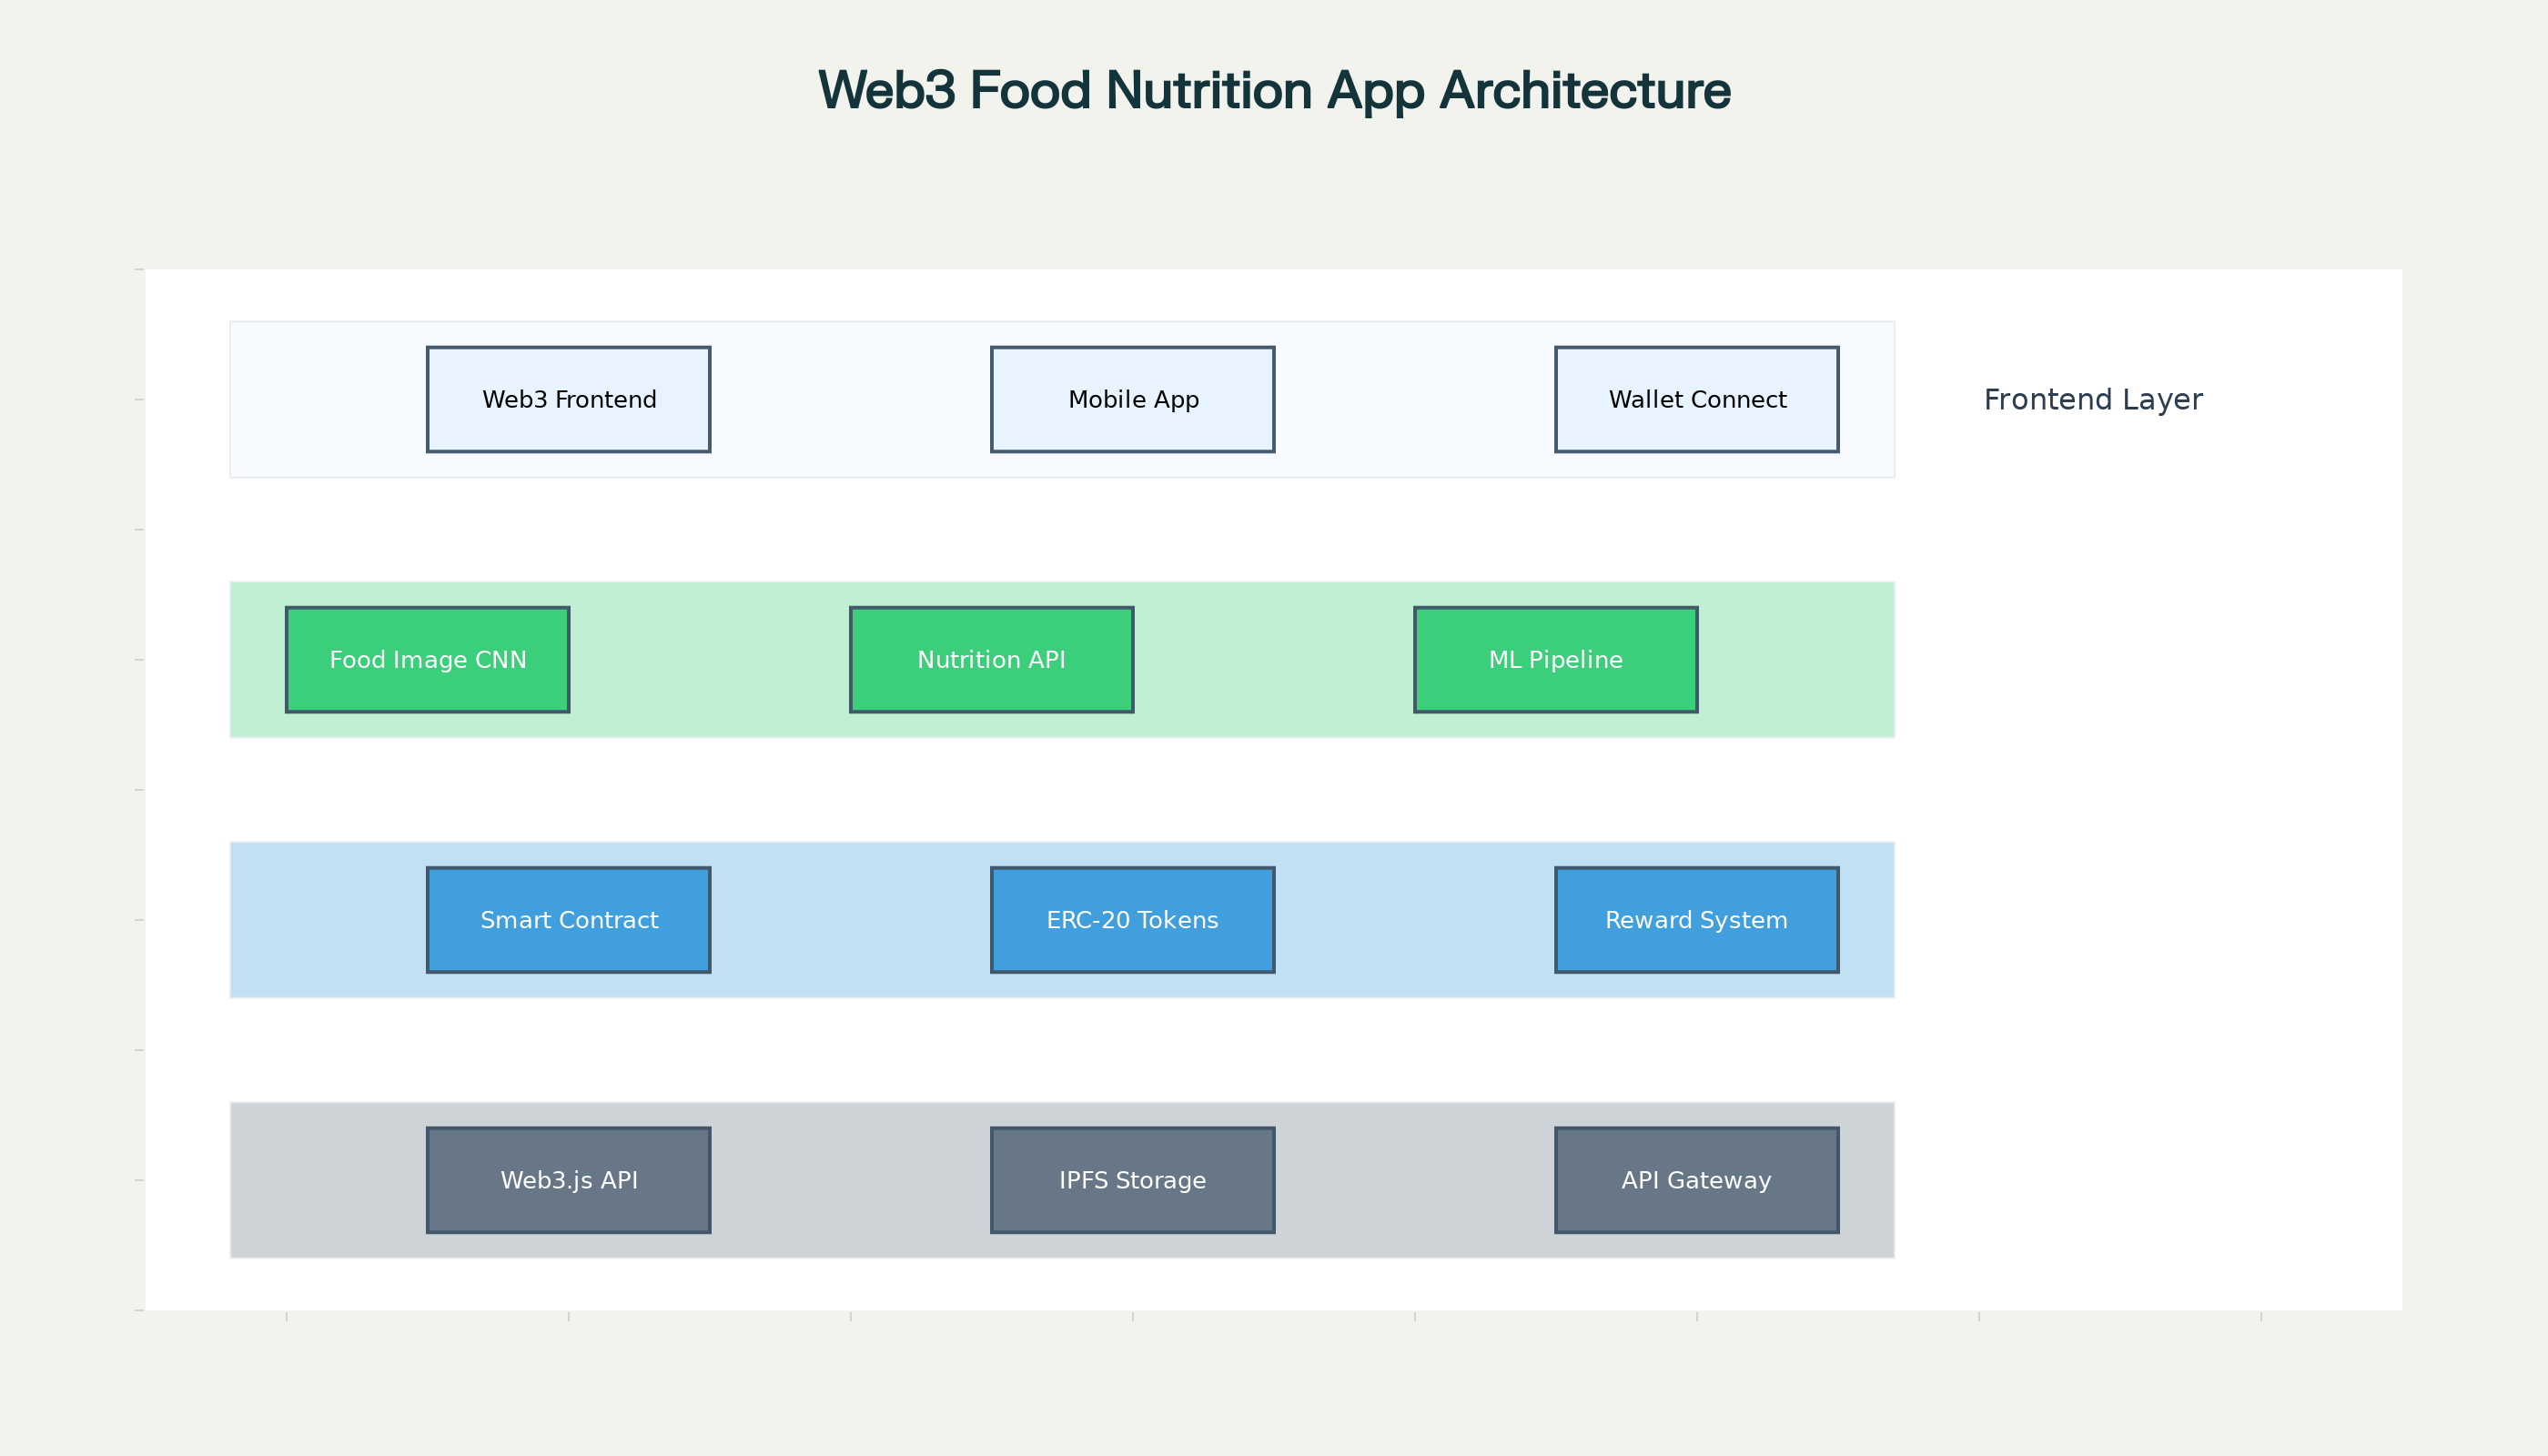 Web3 Food Nutrition App Architecture
Web3 Frontend
Mobile App
Wallet Connect
Frontend Layer
Food Image CNN
Nutrition API
ML Pipeline
Smart Contract
ERC-20 Tokens
Reward System
Web3.js API
IPFS Storage
API Gateway